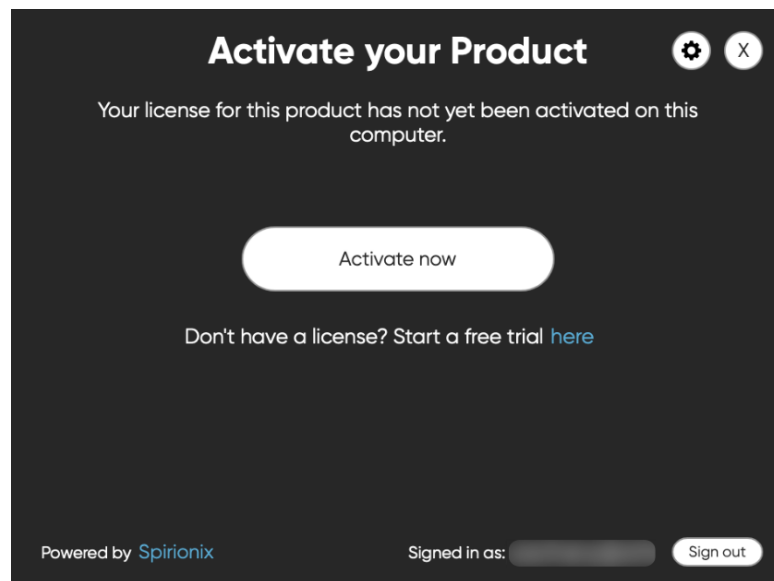 Activate your Product
X
Your license for this product has not yet been activated on this
computer.
Activate now
Don't have a license? Start a free trial here
Powered by Spirionix
Signed in as:
Sign out